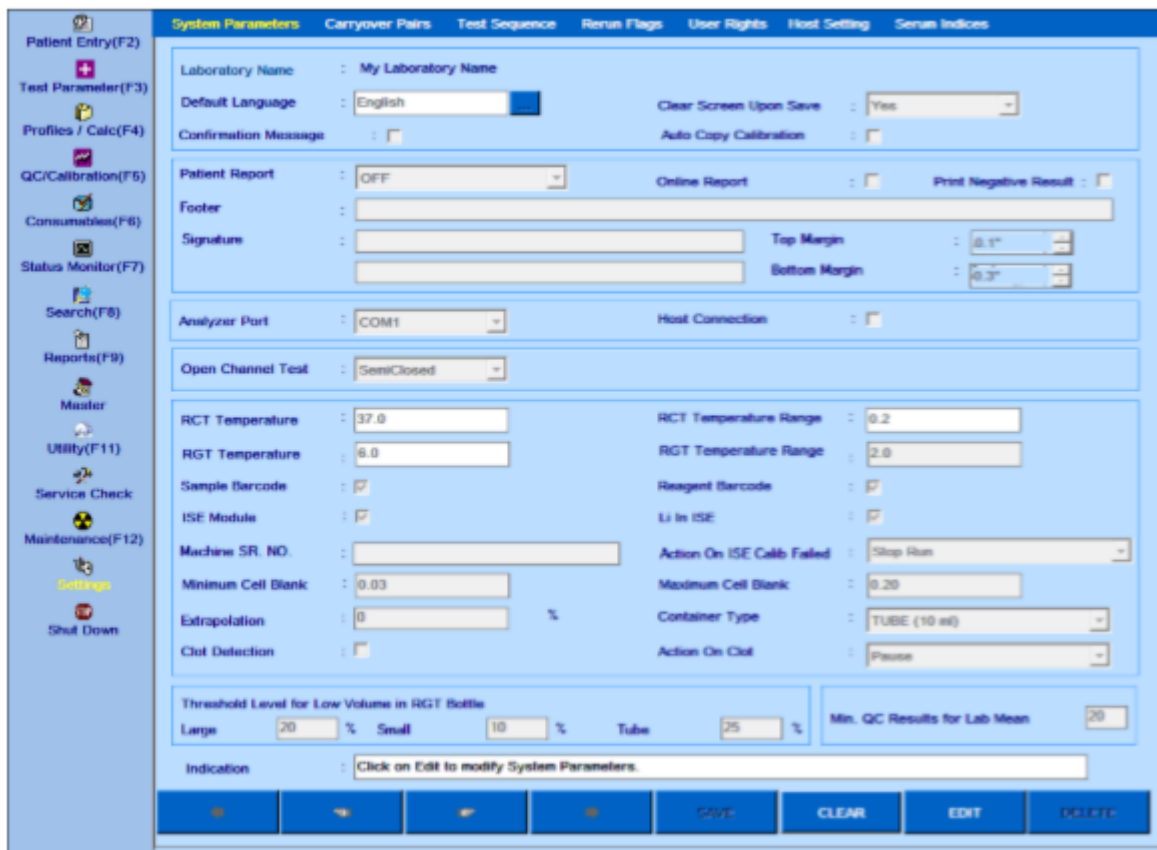 System Parameters Carryover Pairs Test Sequence Rerun Flags User Rights Host Setting Serum Indices
Patient Entry(F2)
Test Parameter(F3)
Profiles / Calc(F4)
QC/Calibration(F5)
Consumables(F6)
Status Monitor(F7)
Search(F8)
Reports(F9)
Master
Utility(F11)
Service Check
Maintenance(F12)
Settings
Shut Down
Laboratory Name : My Laboratory Name
Default Language : English ... Clear Screen Upon Save : Yes
Confirmation Message : Auto Copy Calibration :
Patient Report : OFF Online Report : Print Negative Result :
Footer :
Signature : Top Margin : 0.1"
Bottom Margin : 0.3"
Analyzer Port : COM1 Host Connection :
Open Channel Test : SemiClosed
RCT Temperature : 37.0 RCT Temperature Range : 0.2
RGT Temperature : 6.0 RGT Temperature Range : 2.0
Sample Barcode : Reagent Barcode :
ISE Module : Li In ISE :
Machine SR. NO. : Action On ISE Calib Failed : Stop Run
Minimum Cell Blank : 0.03 Maximum Cell Blank : 0.20
Extrapolation : 0 % Container Type : TUBE (10 ml)
Clot Detection : Action On Clot : Pause
Threshold Level for Low Volume in RGT Bottle
Large 20 % Small 10 % Tube 25 % Min. QC Results for Lab Mean 20
Indication : Click on Edit to modify System Parameters.
SAVE CLEAR EDIT DELETE